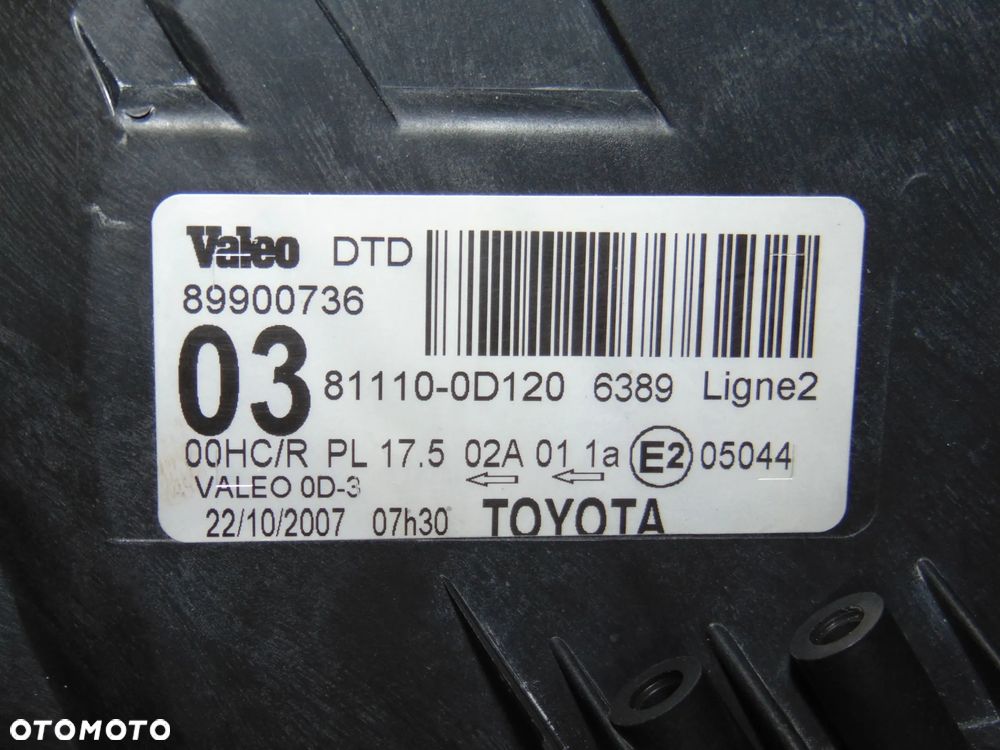 Valeo DTD
89900736
03 81110-0D120 6389 Ligne2
00HC/R PL 17.5 02A 01 1a E2 05044
VALEO 0D-3
22/10/2007 07h30 TOYOTA
OTOMOTO